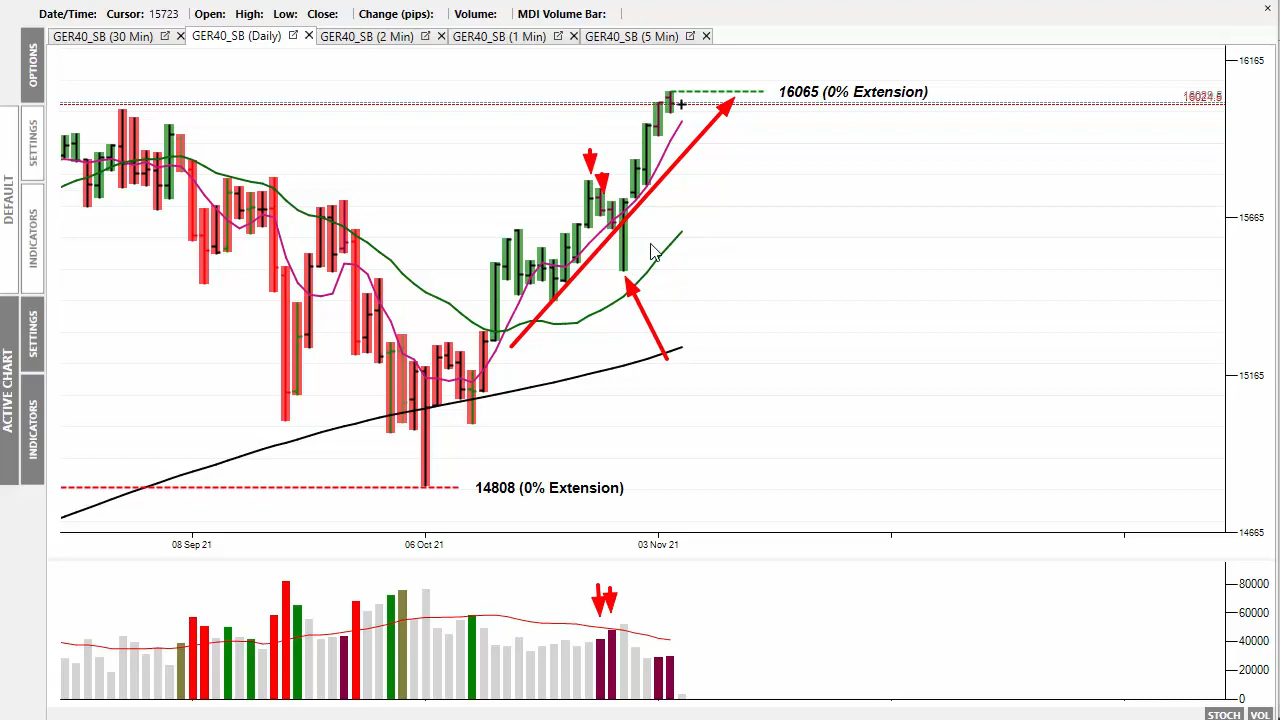 Date/Time: Cursor: 15723 Open: High: Low: Close: Change (pips): Volume: MDI Volume Bar:
GER40_SB (30 Min) GER40_SB (Daily) GER40_SB (2 Min) GER40_SB (1 Min) GER40_SB (5 Min)
OPTIONS
SETTINGS
DEFAULT
INDICATORS
SETTINGS
ACTIVE CHART
INDICATORS
16165
16065 (0% Extension)
15665
15165
14808 (0% Extension)
14665
08 Sep 21 06 Oct 21 03 Nov 21
80000
60000
40000
20000
0
STOCH VOL